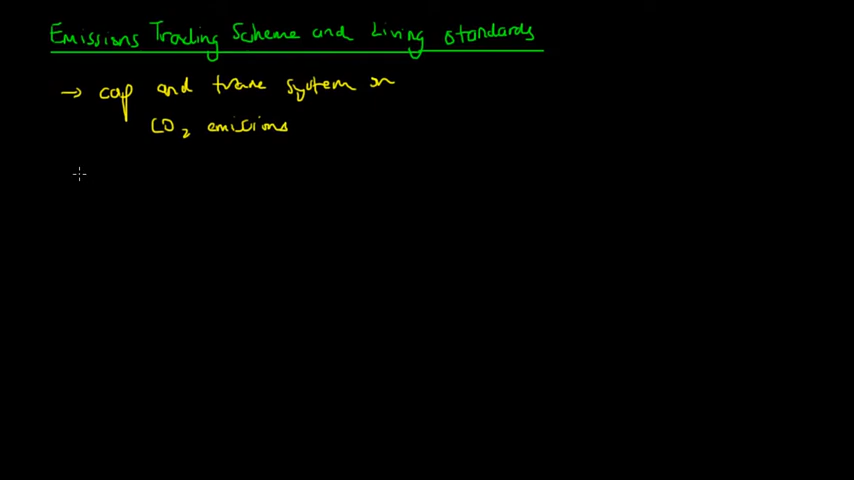 Emissions Trading Scheme and Living standards
→ cap and trade system on
CO₂ emissions